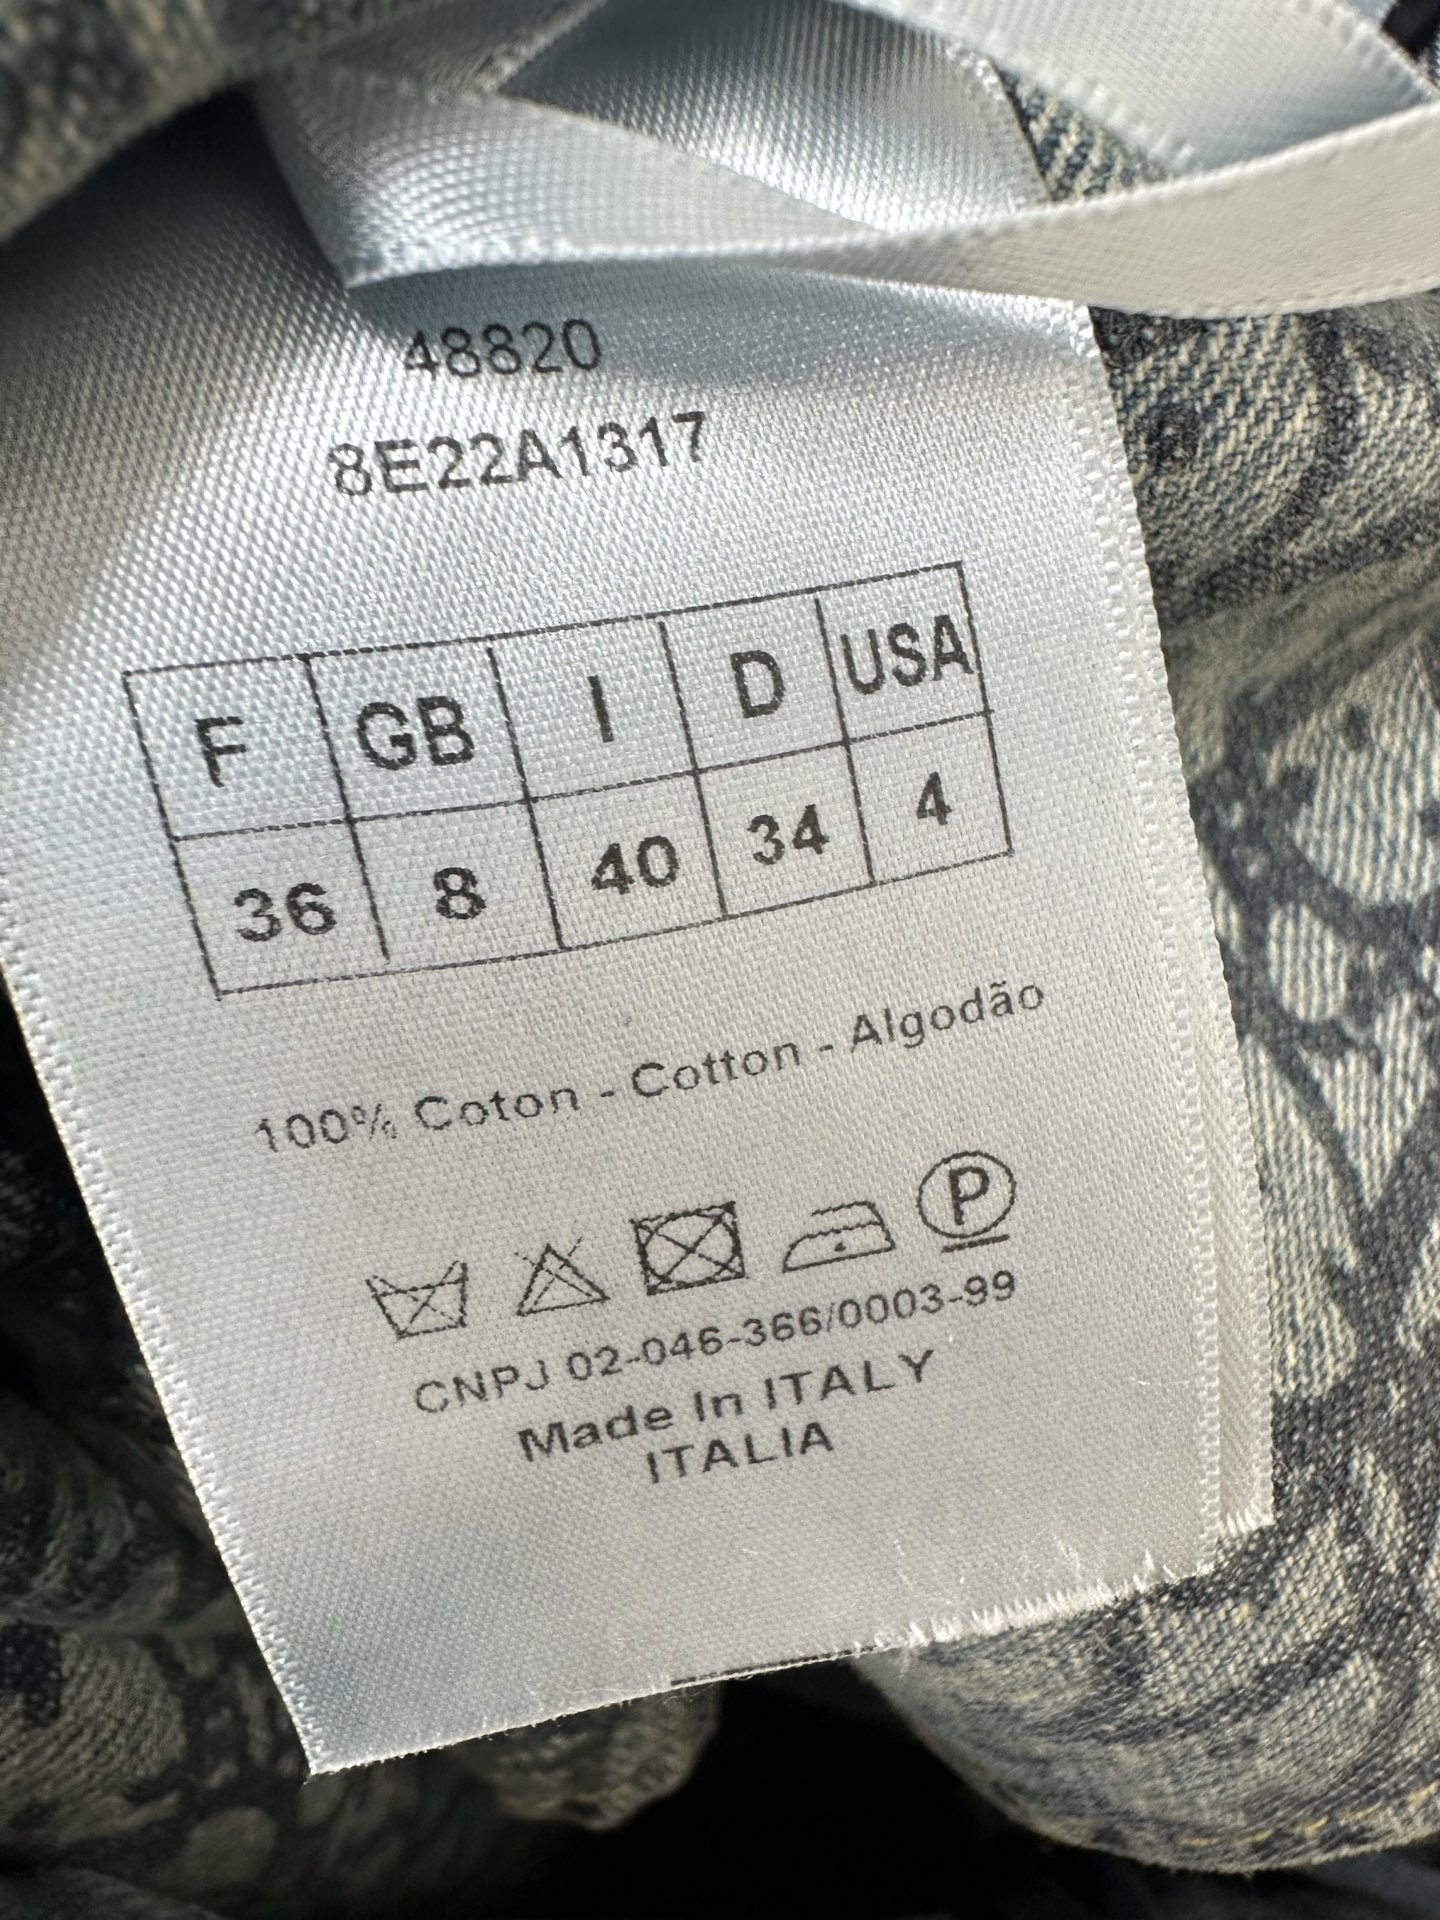 48820
8E22A1317
F GB I D USA
36 8 40 34 4
100% Coton - Cotton - Algodão
P
CNPJ 02-046-366/0003-99
Made In ITALY
ITALIA